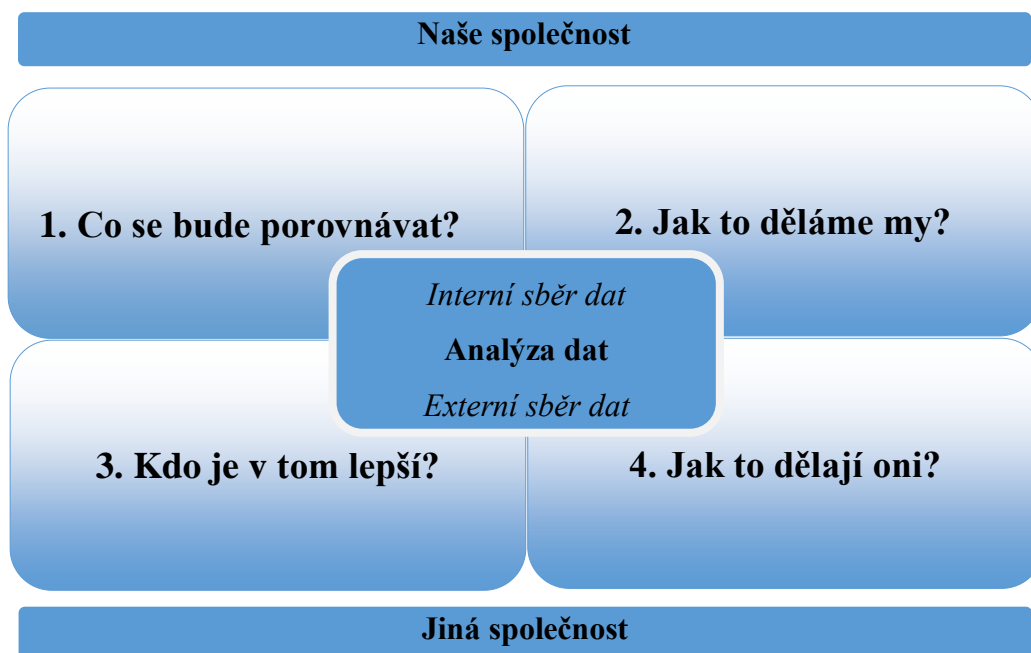 Naše společnost
1. Co se bude porovnávat?
2. Jak to děláme my?
Interní sběr dat
Analýza dat
Externí sběr dat
3. Kdo je v tom lepší?
4. Jak to dělají oni?
Jiná společnost